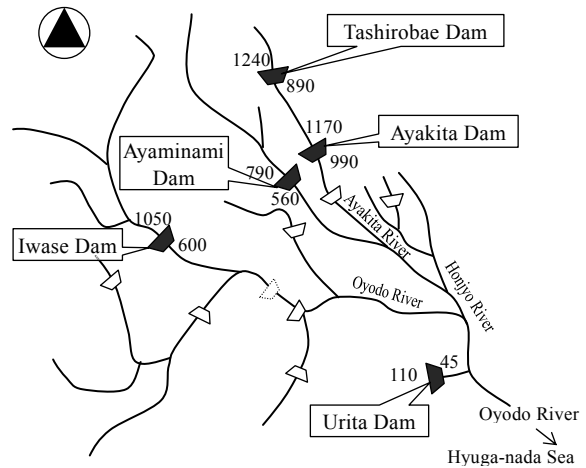 Tashirobae Dam
1240
890
1170
Ayakita Dam
990
Ayaminami
Dam
790
560
1050
Iwase Dam
600
Ayakita River
Honjyo River
Oyodo River
45
110
Urita Dam
Oyodo River
Hyuga-nada Sea